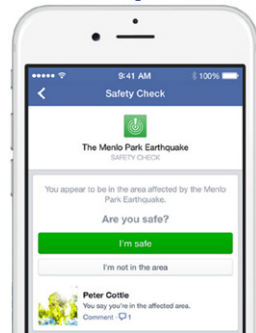 9:41 AM
100%
Safety Check
The Menlo Park Earthquake
SAFETY CHECK
You appear to be in the area affected by the Menlo
Park Earthquake.
Are you safe?
I'm safe
I'm not in the area
Peter Cottle
You say you're in the affected area.
Comment · 1